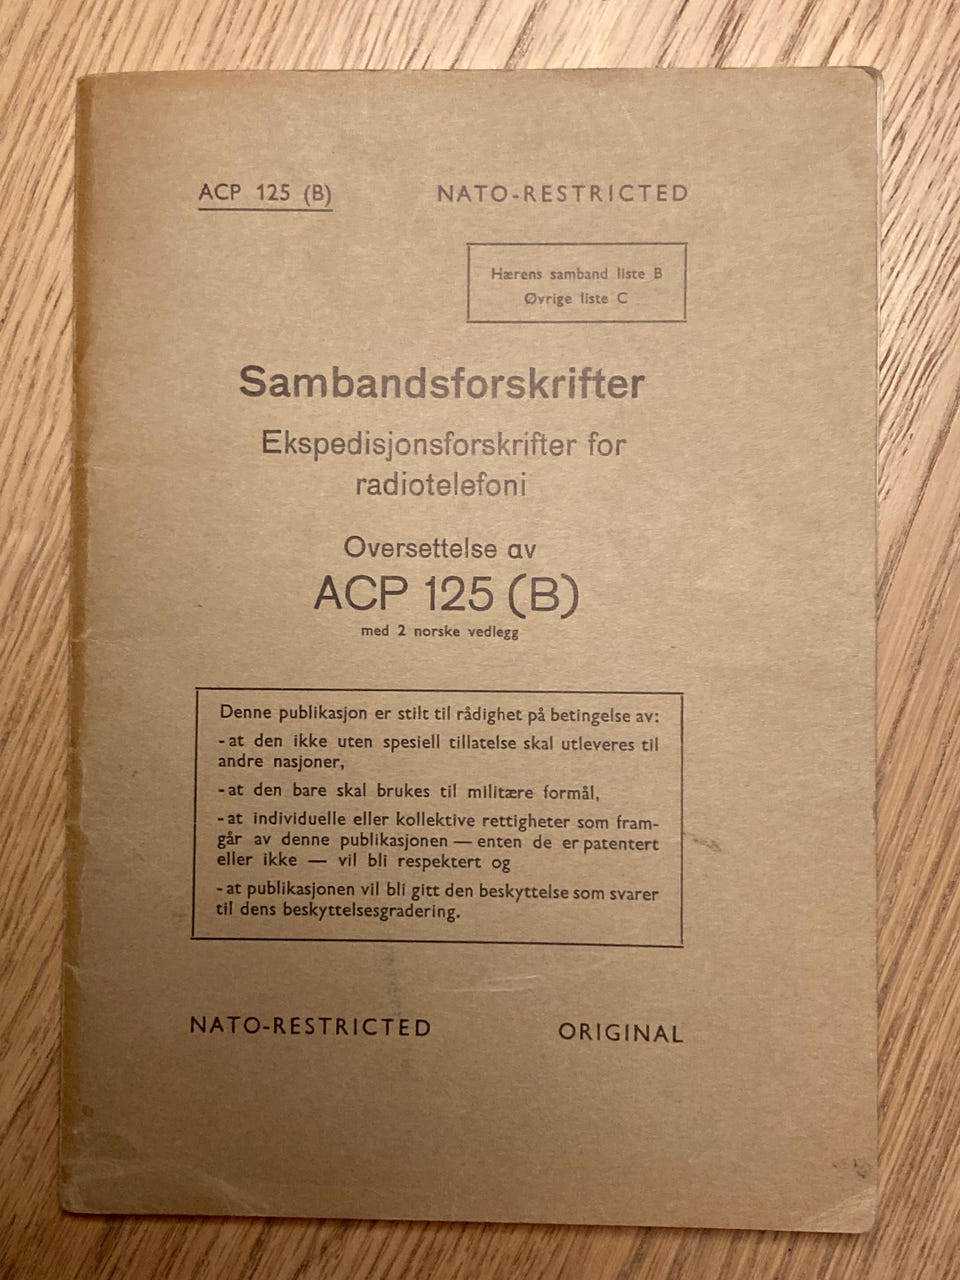 ACP 125 (B)
NATO-RESTRICTED
Hærens samband liste B
Øvrige liste C
Sambandsforskrifter
Ekspedisjonsforskrifter for
radiotelefoni
Oversettelse av
ACP 125 (B)
med 2 norske vedlegg
Denne publikasjon er stilt til rådighet på betingelse av:
-at den ikke uten spesiell tillatelse skal utleveres til
andre nasjoner,
-at den bare skal brukes til militære formål,
-at individuelle eller kollektive rettigheter som fram-
går av denne publikasjonen — enten de er patentert
eller ikke — vil bli respektert og
-at publikasjonen vil bli gitt den beskyttelse som svarer
til dens beskyttelsesgradering.
NATO-RESTRICTED
ORIGINAL